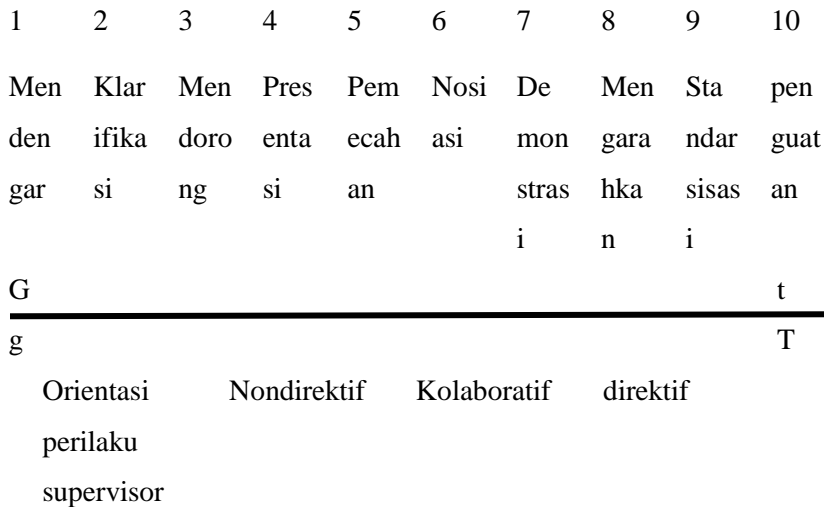 1 2 3 4 5 6 7 8 9 10
Men Klar Men Pres Pem Nosi De Men Sta pen
den ifika doro enta ecah asi mon gara ndar guat
gar si ng si an stras hka sisas an
i n i
G t
g T
Orientasi Nondirektif Kolaboratif direktif
perilaku
supervisor